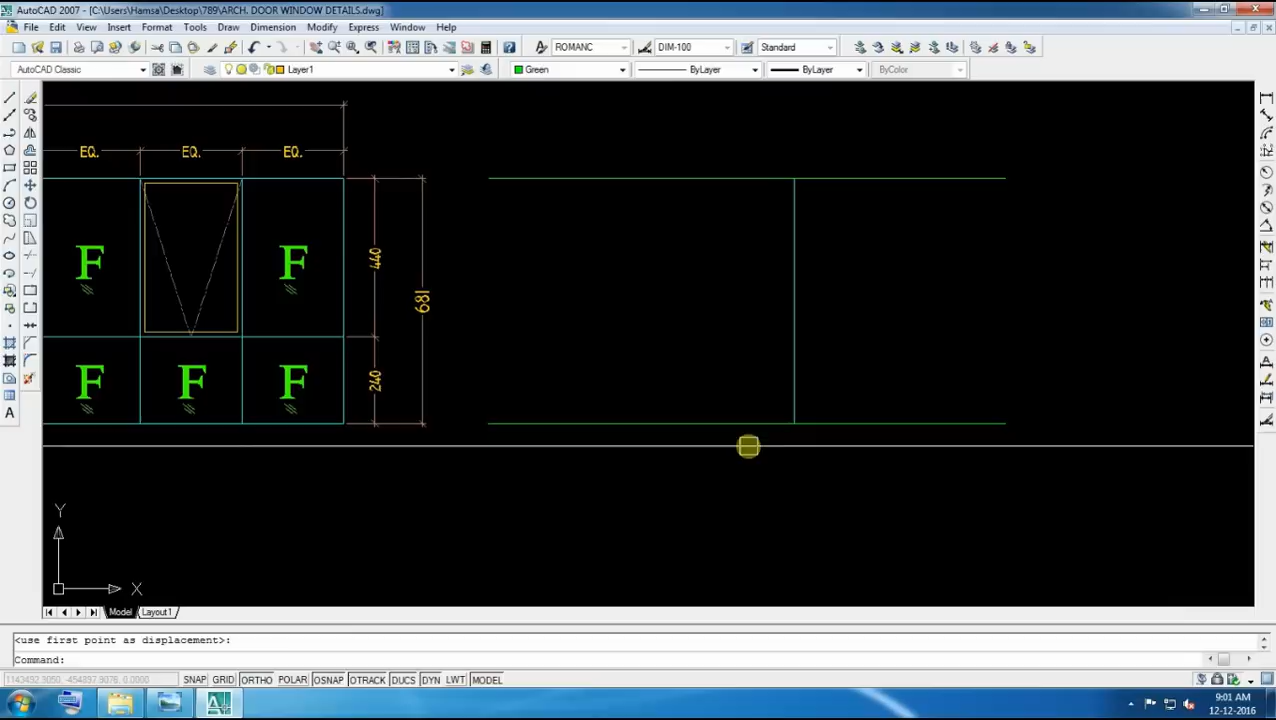 AutoCAD 2007 - [C:\Users\Hamsa\Desktop\789\ARCH. DOOR WINDOW DETAILS.dwg]
File Edit View Insert Format Tools Draw Dimension Modify Express Window Help
ROMANC DIM-100 Standard
AutoCAD Classic Layer1 Green ByLayer ByLayer ByColor
EQ. EQ. EQ.
F F
440
681
F F F
240
Y
X
Model Layout1
<use first point as displacement>:
Command:
SNAP GRID ORTHO POLAR OSNAP OTRACK DUCS DYN LWT MODEL
9:01 AM
12-12-2016